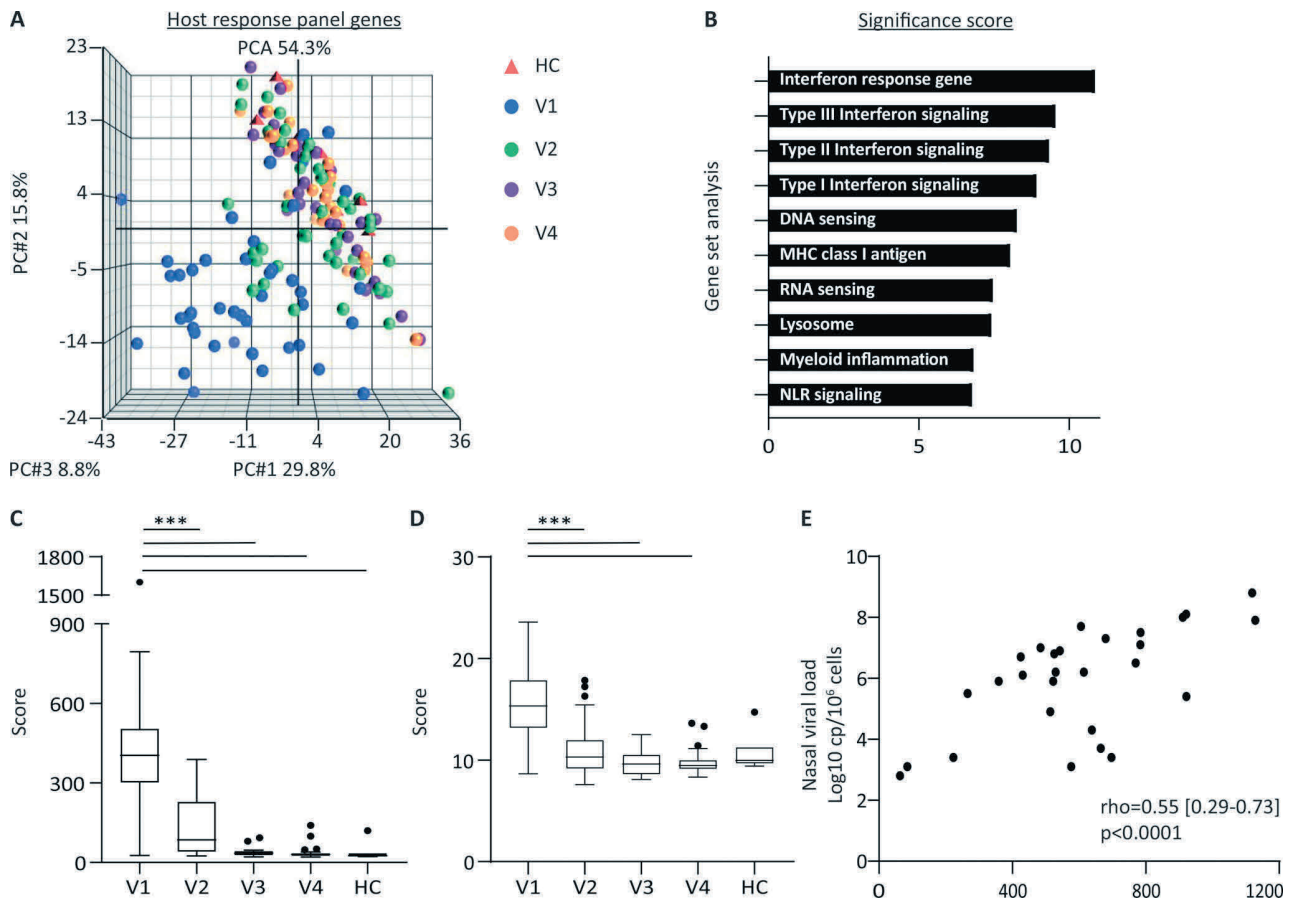 A
Host response panel genes
PCA 54.3%
23
13
4
-5
-14
-24
PC#2 15.8%
-43
-27
-11
4
20
36
PC#3 8.8%
PC#1 29.8%
HC
V1
V2
V3
V4
B
Significance score
Gene set analysis
Interferon response gene
Type III Interferon signaling
Type II Interferon signaling
Type I Interferon signaling
DNA sensing
MHC class I antigen
RNA sensing
Lysosome
Myeloid inflammation
NLR signaling
0
5
10
C
***
1800
1500
900
600
300
0
Score
V1
V2
V3
V4
HC
D
***
30
20
10
0
Score
V1
V2
V3
V4
HC
E
10
8
6
4
2
0
Nasal viral load
Log10 cp/10⁶ cells
rho=0.55 [0.29-0.73]
p<0.0001
0
400
800
1200